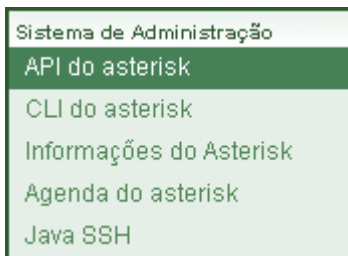 Sistema de Administração
API do asterisk
CLI do asterisk
Informações do Asterisk
Agenda do asterisk
Java SSH